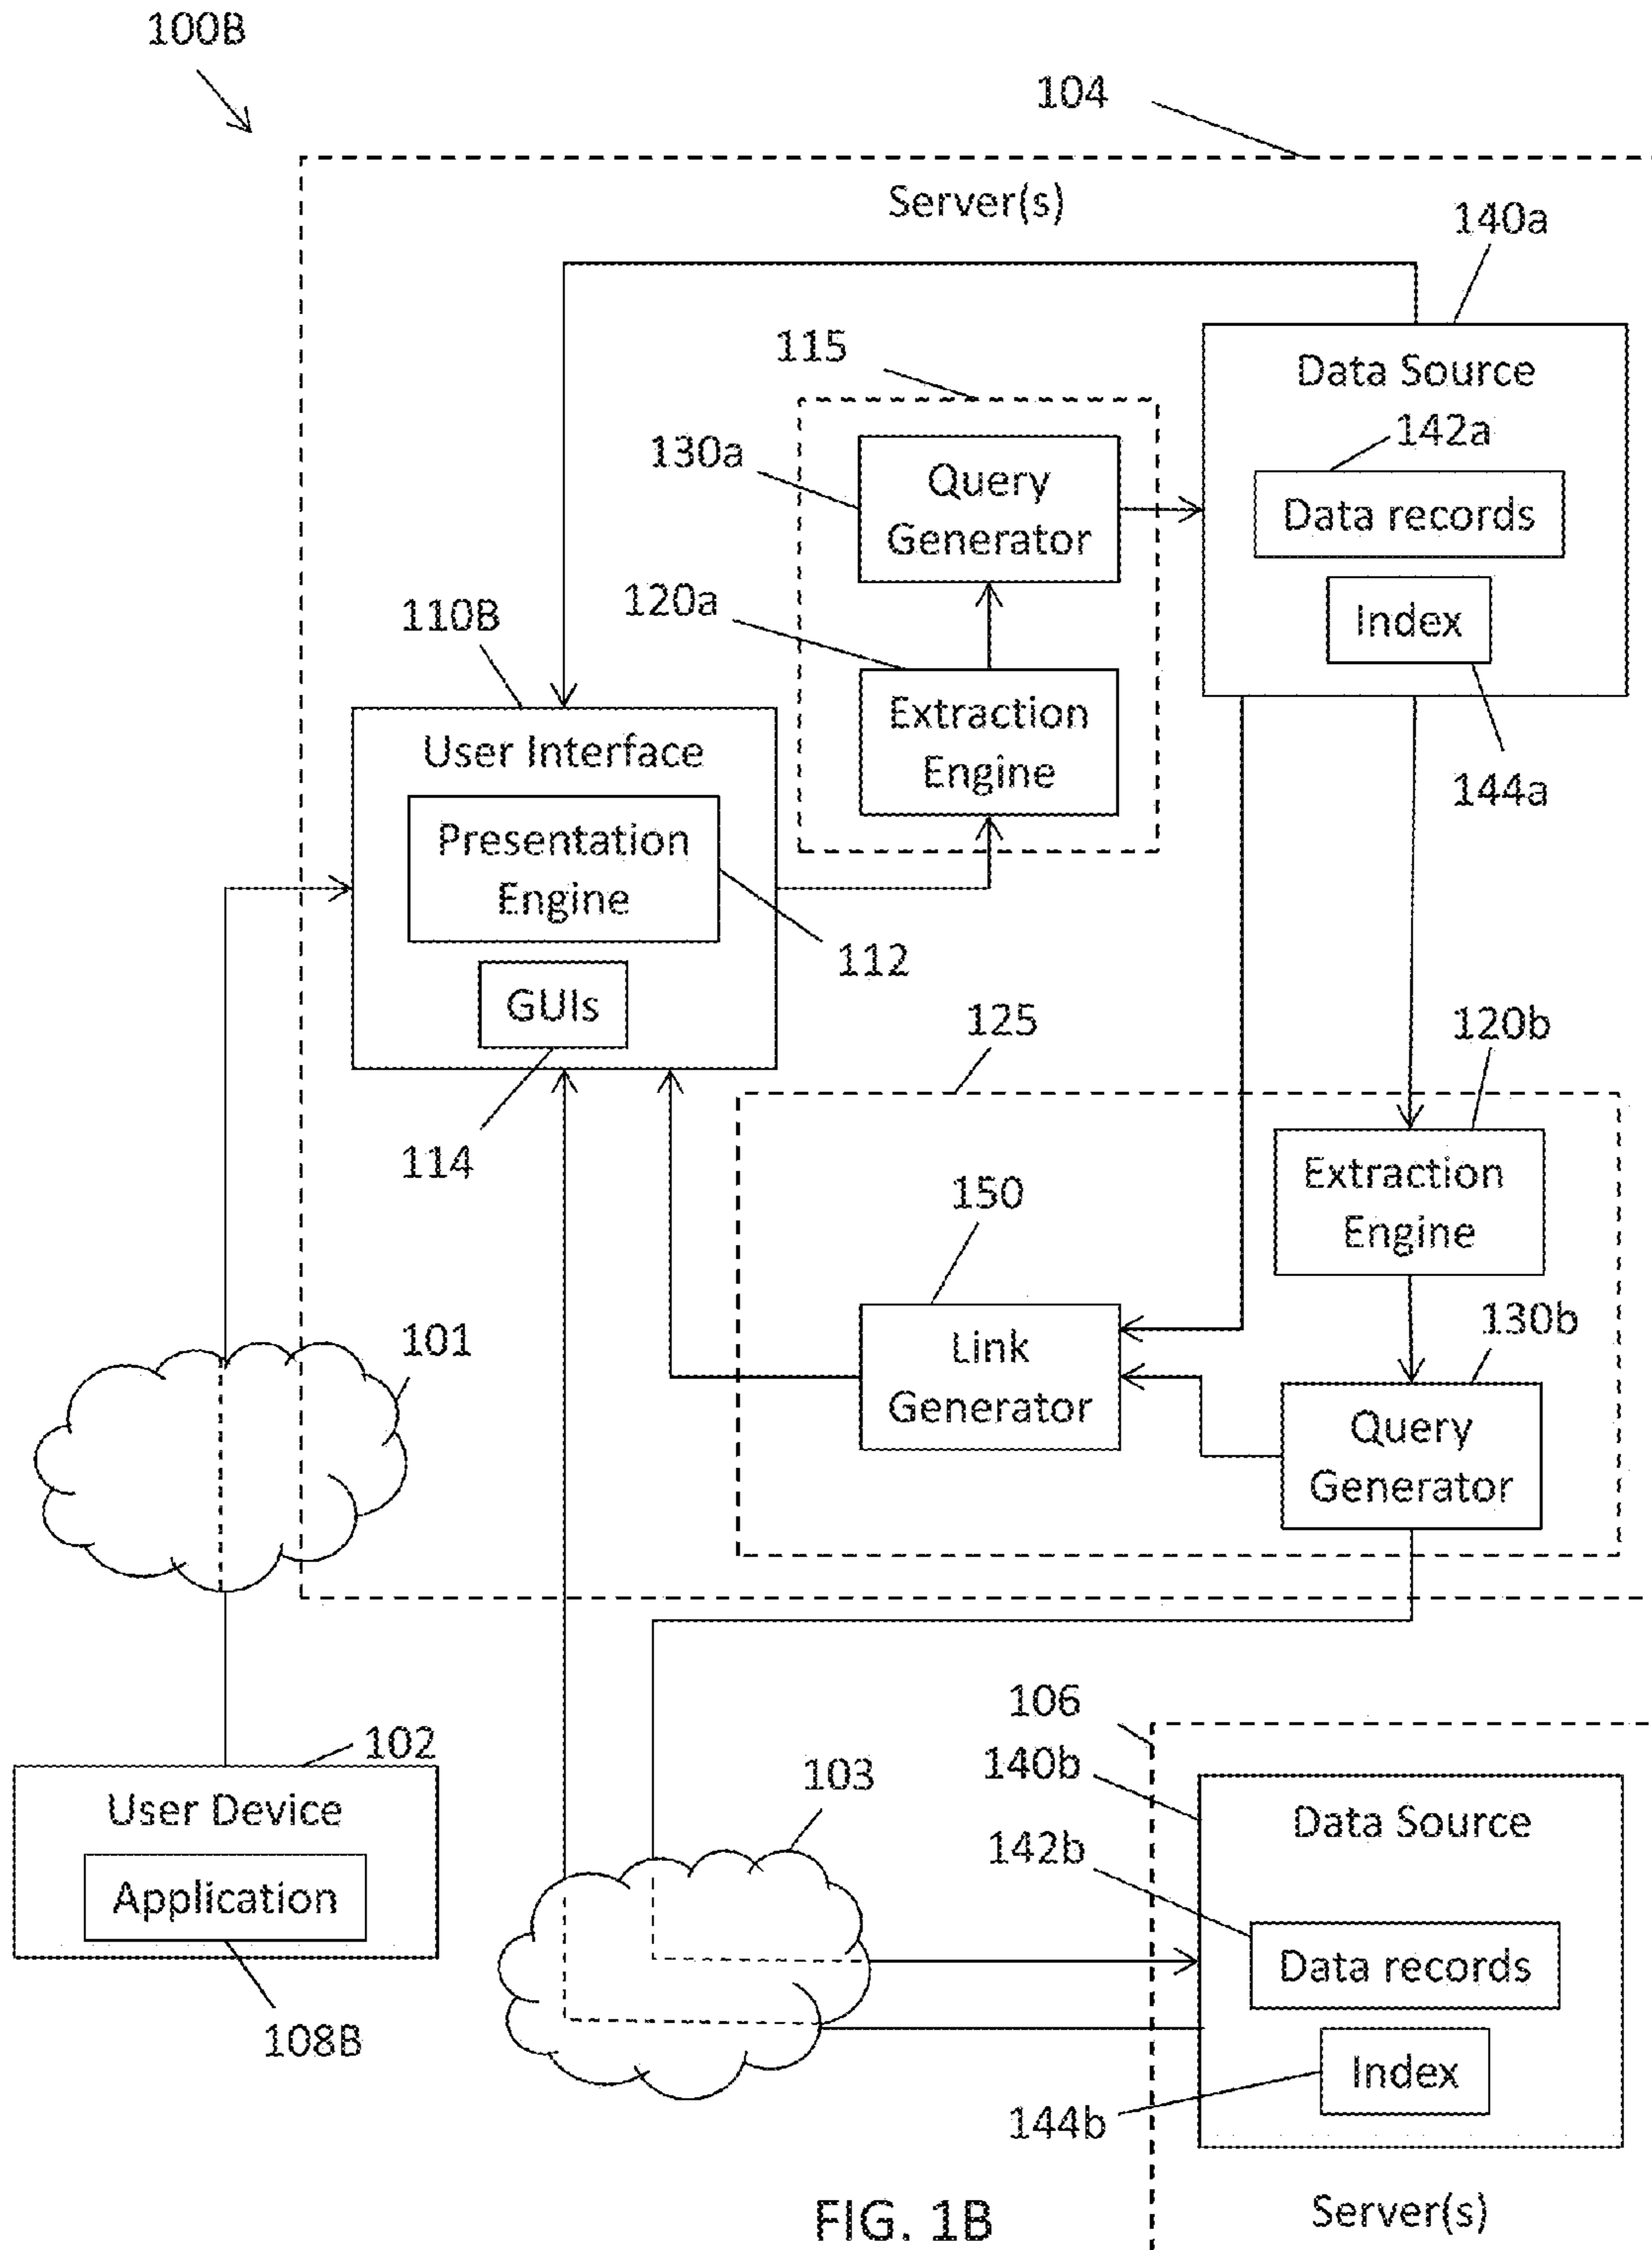 100B
104
Server(s)
140a
115
Data Source
142a
130a
Query
Generator
Data records
120a
Index
110B
Extraction
Engine
User Interface
144a
Presentation
Engine
112
GUIs
125
120b
114
Extraction
Engine
150
130b
101
Link
Generator
Query
Generator
106
102
140b
103
User Device
Data Source
142b
Application
Data records
108B
Index
144b
FIG. 1B
Server(s)